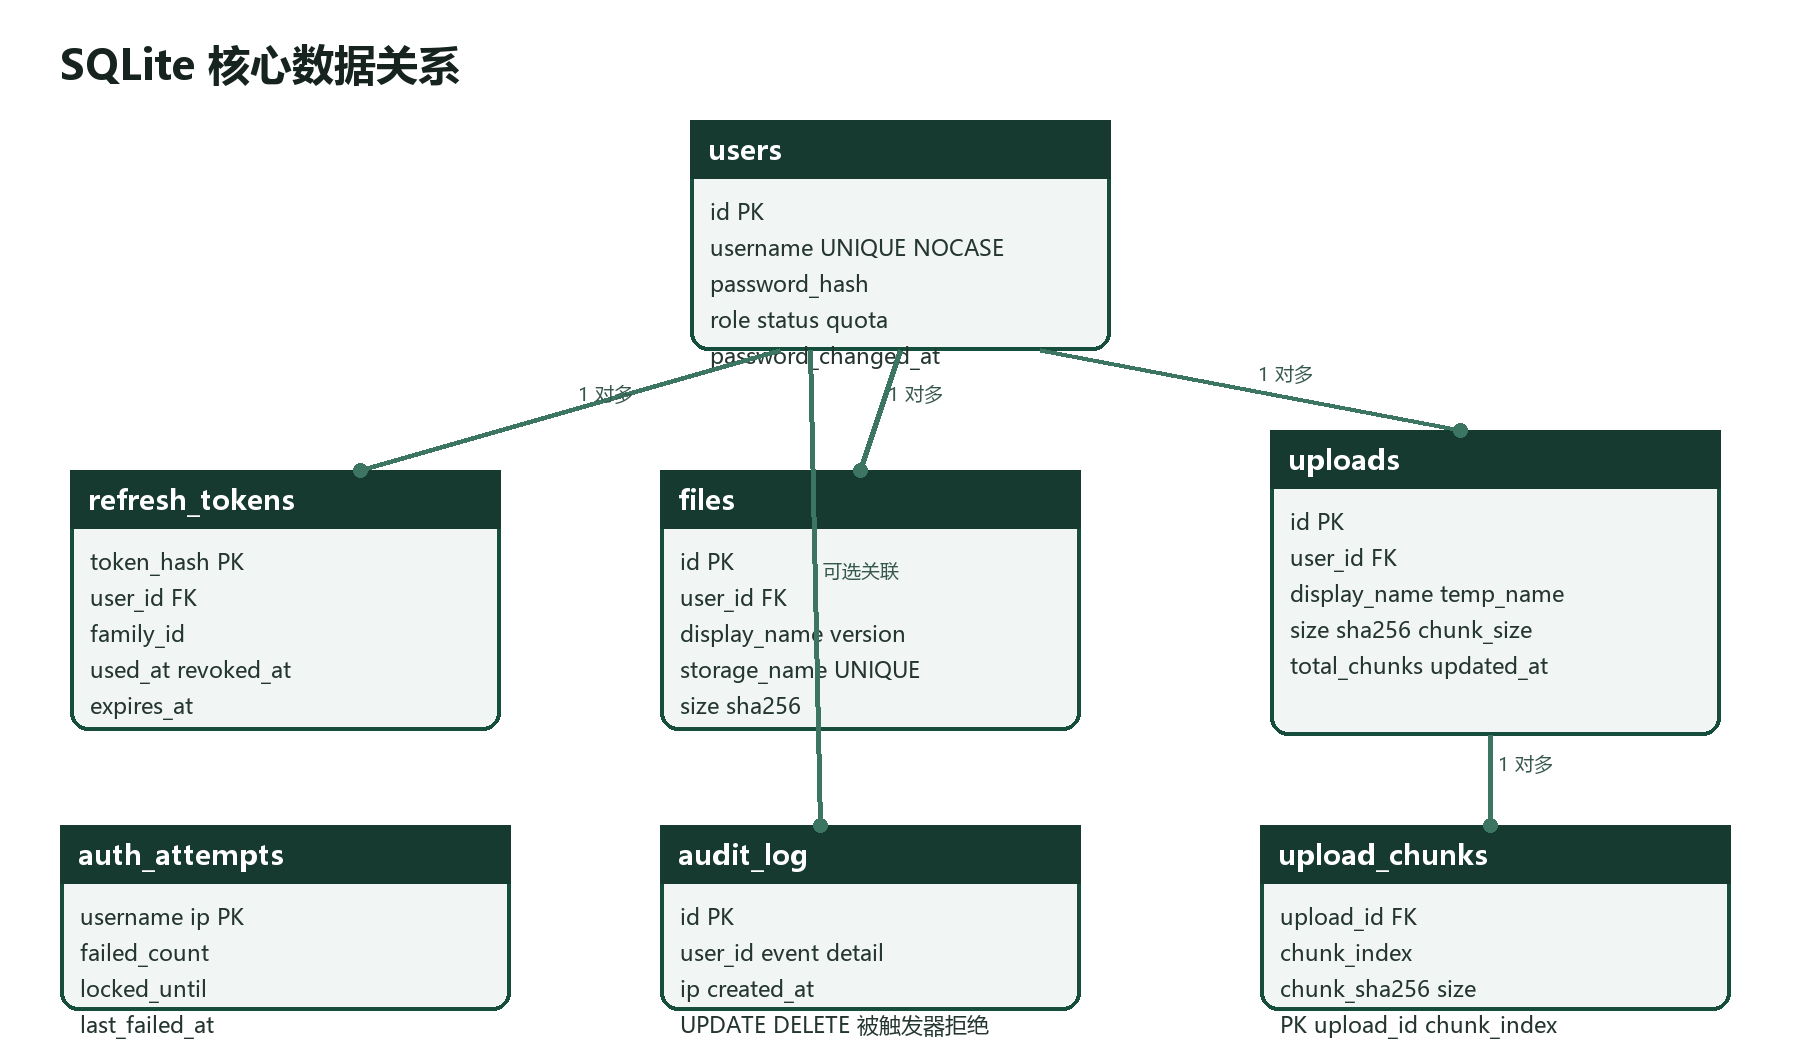 SQLite 核心数据关系
users
id PK
username UNIQUE NOCASE
password_hash
role status quota
password_changed_at
1 对多
1 对多
1 对多
refresh_tokens
token_hash PK
user_id FK
family_id
used_at revoked_at
expires_at
files
id PK
user_id FK
display_name version
storage_name UNIQUE
size sha256
可选关联
uploads
id PK
user_id FK
display_name temp_name
size sha256 chunk_size
total_chunks updated_at
1 对多
auth_attempts
username ip PK
failed_count
locked_until
last_failed_at
audit_log
id PK
user_id event detail
ip created_at
UPDATE DELETE 被触发器拒绝
upload_chunks
upload_id FK
chunk_index
chunk_sha256 size
PK upload_id chunk_index